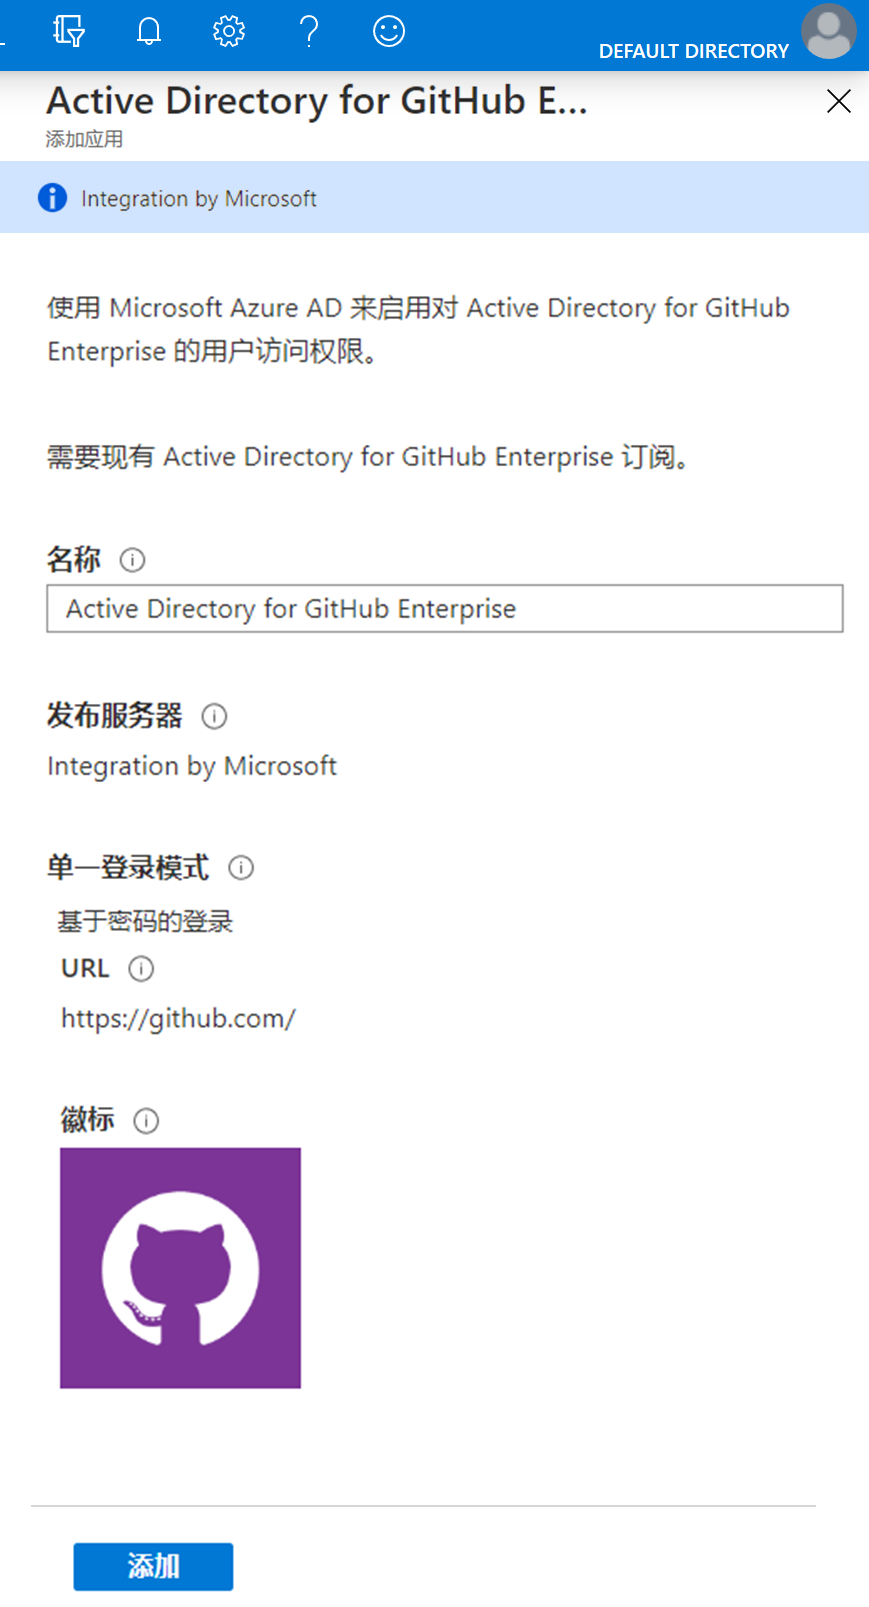 DEFAULT DIRECTORY
Active Directory for GitHub E...
添加应用
Integration by Microsoft
使用 Microsoft Azure AD 来启用对 Active Directory for GitHub
Enterprise 的用户访问权限。
需要现有 Active Directory for GitHub Enterprise 订阅。
名称
Active Directory for GitHub Enterprise
发布服务器
Integration by Microsoft
单一登录模式
基于密码的登录
URL
https://github.com/
徽标
添加